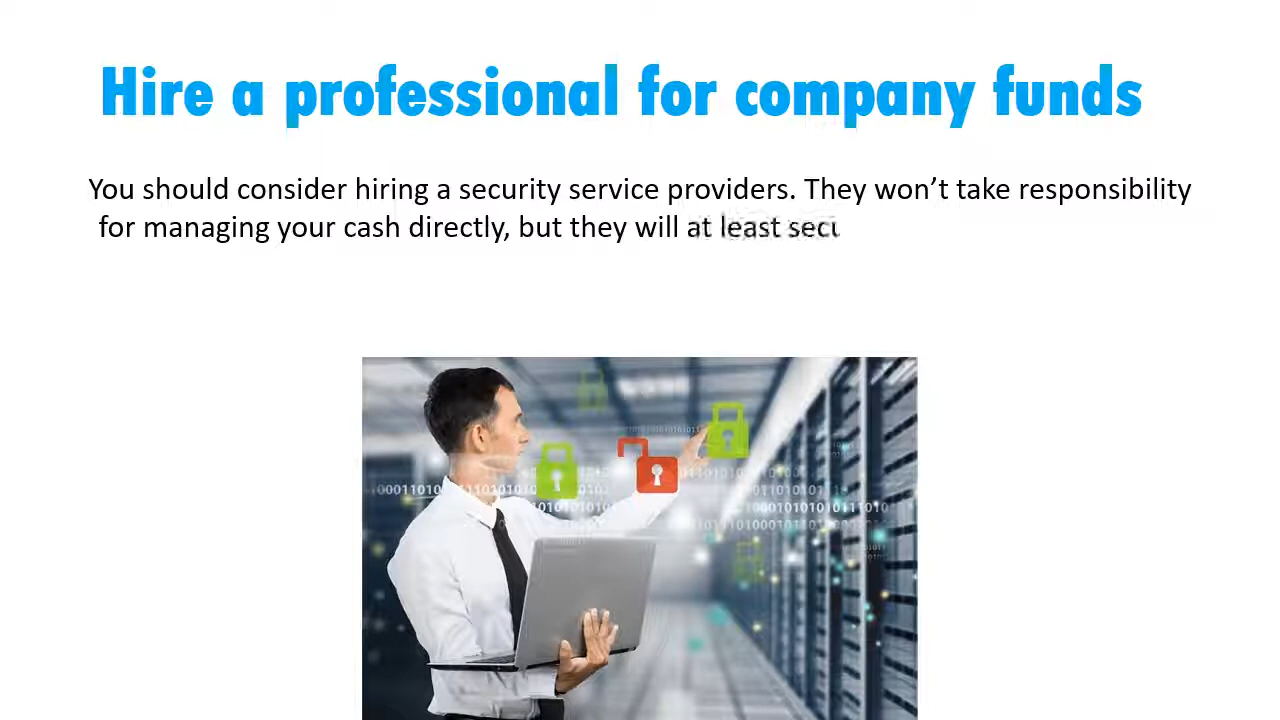 Hire a professional for company funds
You should consider hiring a security service providers. They won’t take responsibility
for managing your cash directly, but they will at least secu